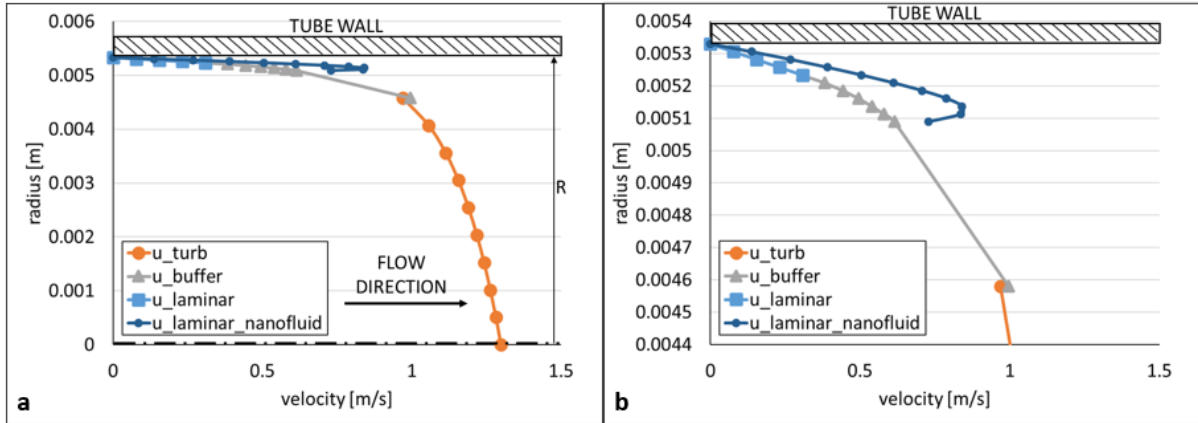 TUBE WALL
0.006
0.005
0.004
0.003
0.002
0.001
0
radius [m]
R
u_turb
u_buffer
u_laminar
u_laminar_nanofluid
FLOW
DIRECTION
0
0.5
1
1.5
velocity [m/s]
a
TUBE WALL
0.0054
0.0053
0.0052
0.0051
0.005
0.0049
0.0048
0.0047
0.0046
0.0045
0.0044
radius [m]
u_turb
u_buffer
u_laminar
u_laminar_nanofluid
0
0.5
1
1.5
velocity [m/s]
b